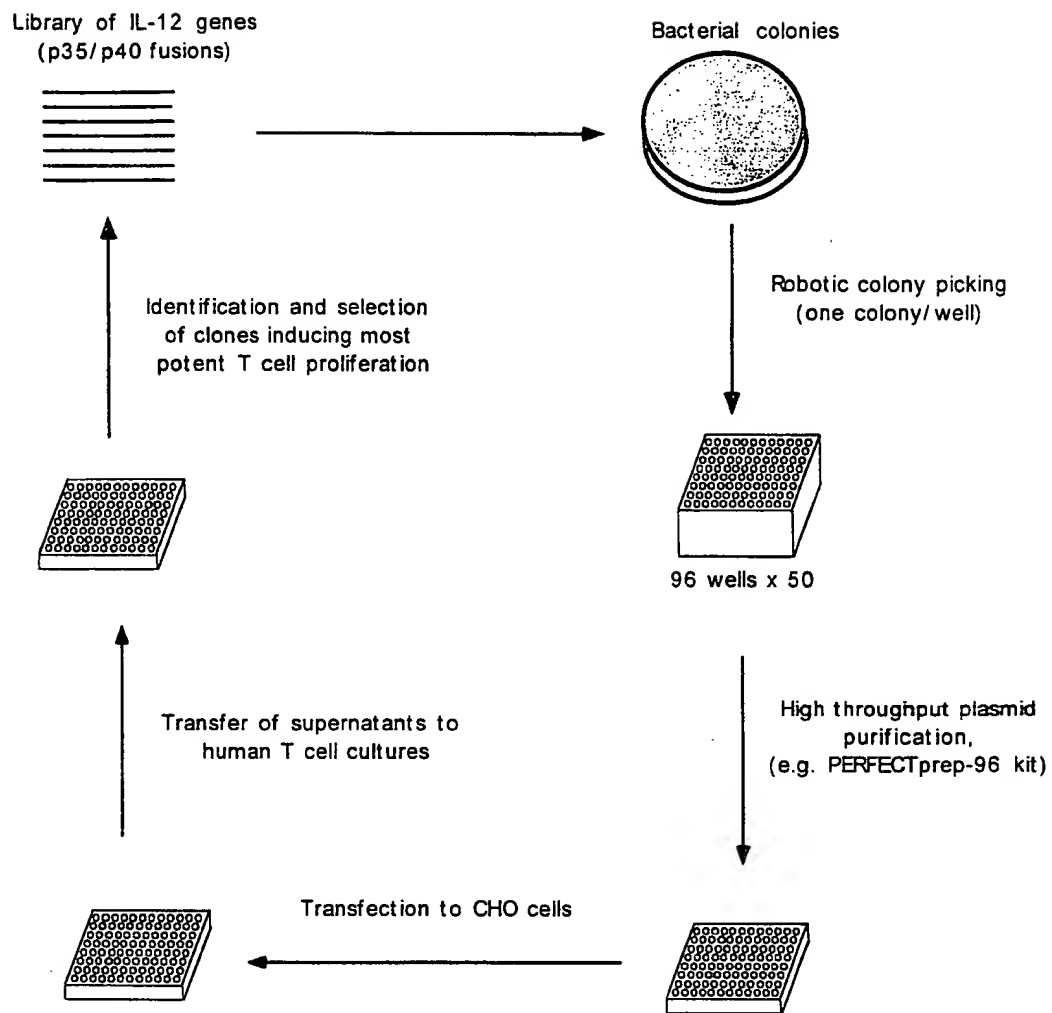 Library of IL-12 genes
(p35/p40 fusions)
Bacterial colonies
Robotic colony picking
(one colony/well)
96 wells x 50
High throughput plasmid
purification,
(e.g. PERFECTprep-96 kit)
Transfection to CHO cells
Transfer of supernatants to
human T cell cultures
Identification and selection
of clones inducing most
potent T cell proliferation